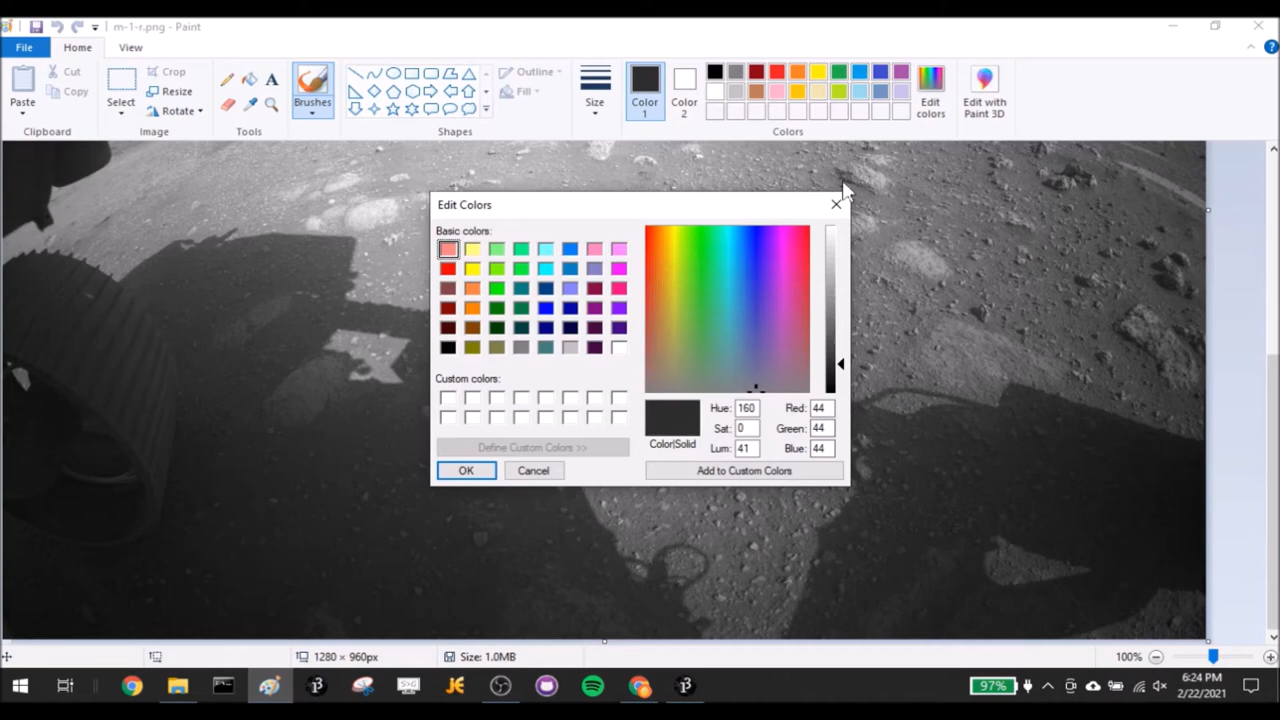 m-1-r.png - Paint
File
Home
View
Paste
Cut
Copy
Clipboard
Select
Crop
Resize
Rotate
Image
Tools
Brushes
Outline
Fill
Shapes
Size
Color 1
Color 2
Edit colors
Edit with Paint 3D
Colors
Edit Colors
Basic colors:
Custom colors:
Define Custom Colors >>
OK
Cancel
Color|Solid
Hue: 160
Sat: 0
Lum: 41
Red: 44
Green: 44
Blue: 44
Add to Custom Colors
1280 × 960px
Size: 1.0MB
100%
97%
6:24 PM
2/22/2021